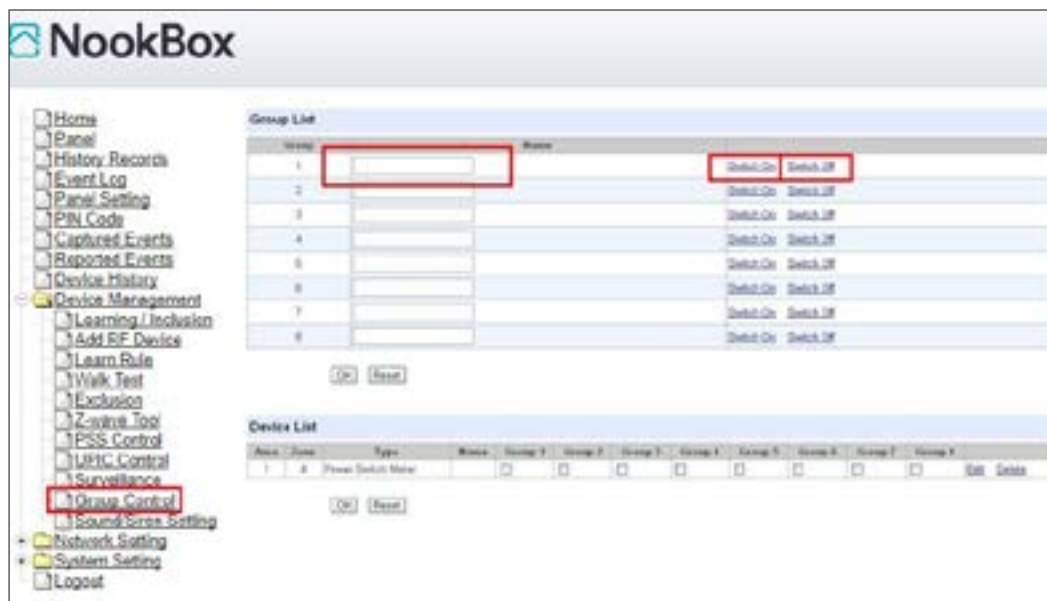 NookBox
Home
Panel
History Records
Event Log
Panel Setting
PIN Code
Captured Events
Reported Events
Device History
Device Management
Learning / Inclusion
Add RF Device
Learn Rule
Walk Test
Exclusion
Z-wave Tool
PSS Control
UPIC Control
Surveillance
Group Control
Sound/Siren Setting
Network Setting
System Setting
Logout
Group List
Group Name
1 Switch On Switch Off
2 Switch On Switch Off
3 Switch On Switch Off
4 Switch On Switch Off
5 Switch On Switch Off
6 Switch On Switch Off
7 Switch On Switch Off
8 Switch On Switch Off
OK Reset
Device List
Area Zone Type Name Group 1 Group 2 Group 3 Group 4 Group 5 Group 6 Group 7 Group 8
1 4 Power Switch Meter Edit Delete
OK Reset